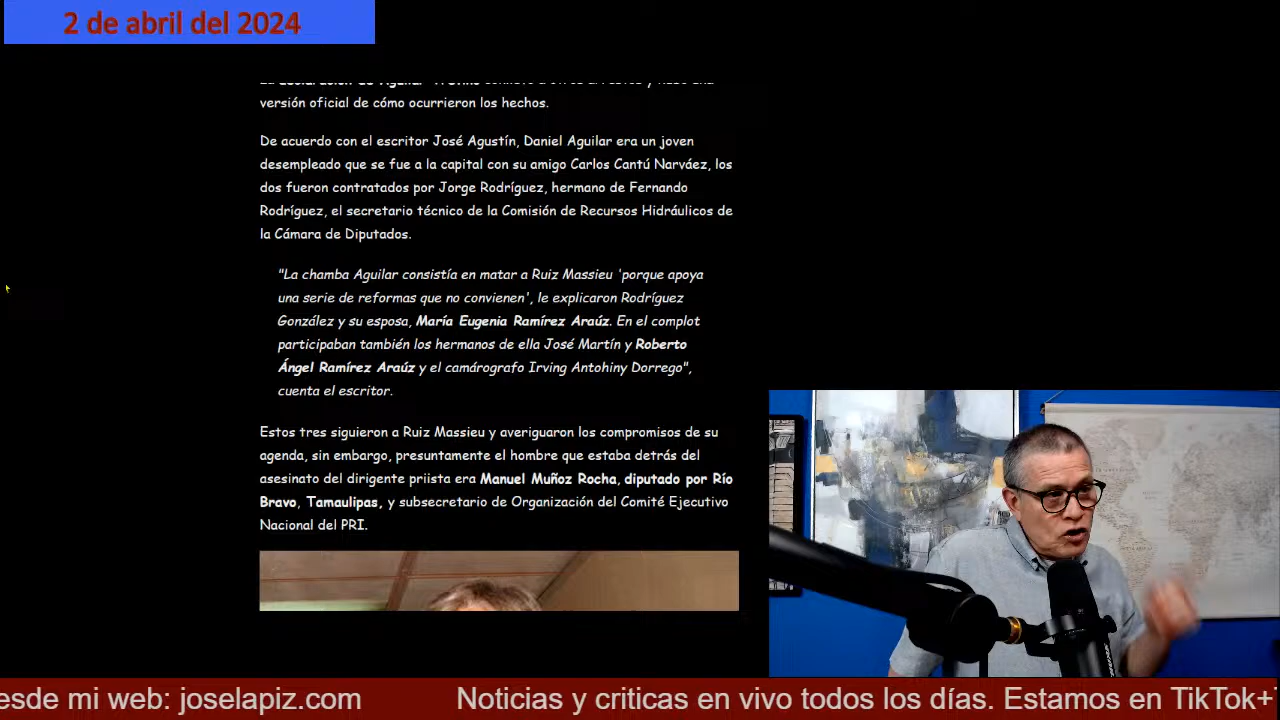 2 de abril del 2024
versión oficial de cómo ocurrieron los hechos.
De acuerdo con el escritor José Agustín, Daniel Aguilar era un joven
desempleado que se fue a la capital con su amigo Carlos Cantú Narváez, los
dos fueron contratados por Jorge Rodríguez, hermano de Fernando
Rodríguez, el secretario técnico de la Comisión de Recursos Hidráulicos de
la Cámara de Diputados.
"La chamba Aguilar consistía en matar a Ruiz Massieu 'porque apoya
una serie de reformas que no convienen', le explicaron Rodríguez
González y su esposa, María Eugenia Ramírez Araúz. En el complot
participaban también los hermanos de ella José Martín y Roberto
Ángel Ramírez Araúz y el camárografo Irving Antohiny Dorrego",
cuenta el escritor.
Estos tres siguieron a Ruiz Massieu y averiguaron los compromisos de su
agenda, sin embargo, presuntamente el hombre que estaba detrás del
asesinato del dirigente priista era Manuel Muñoz Rocha, diputado por Río
Bravo, Tamaulipas, y subsecretario de Organización del Comité Ejecutivo
Nacional del PRI.
esde mi web: joselapiz.com Noticias y criticas en vivo todos los días. Estamos en TikTok+